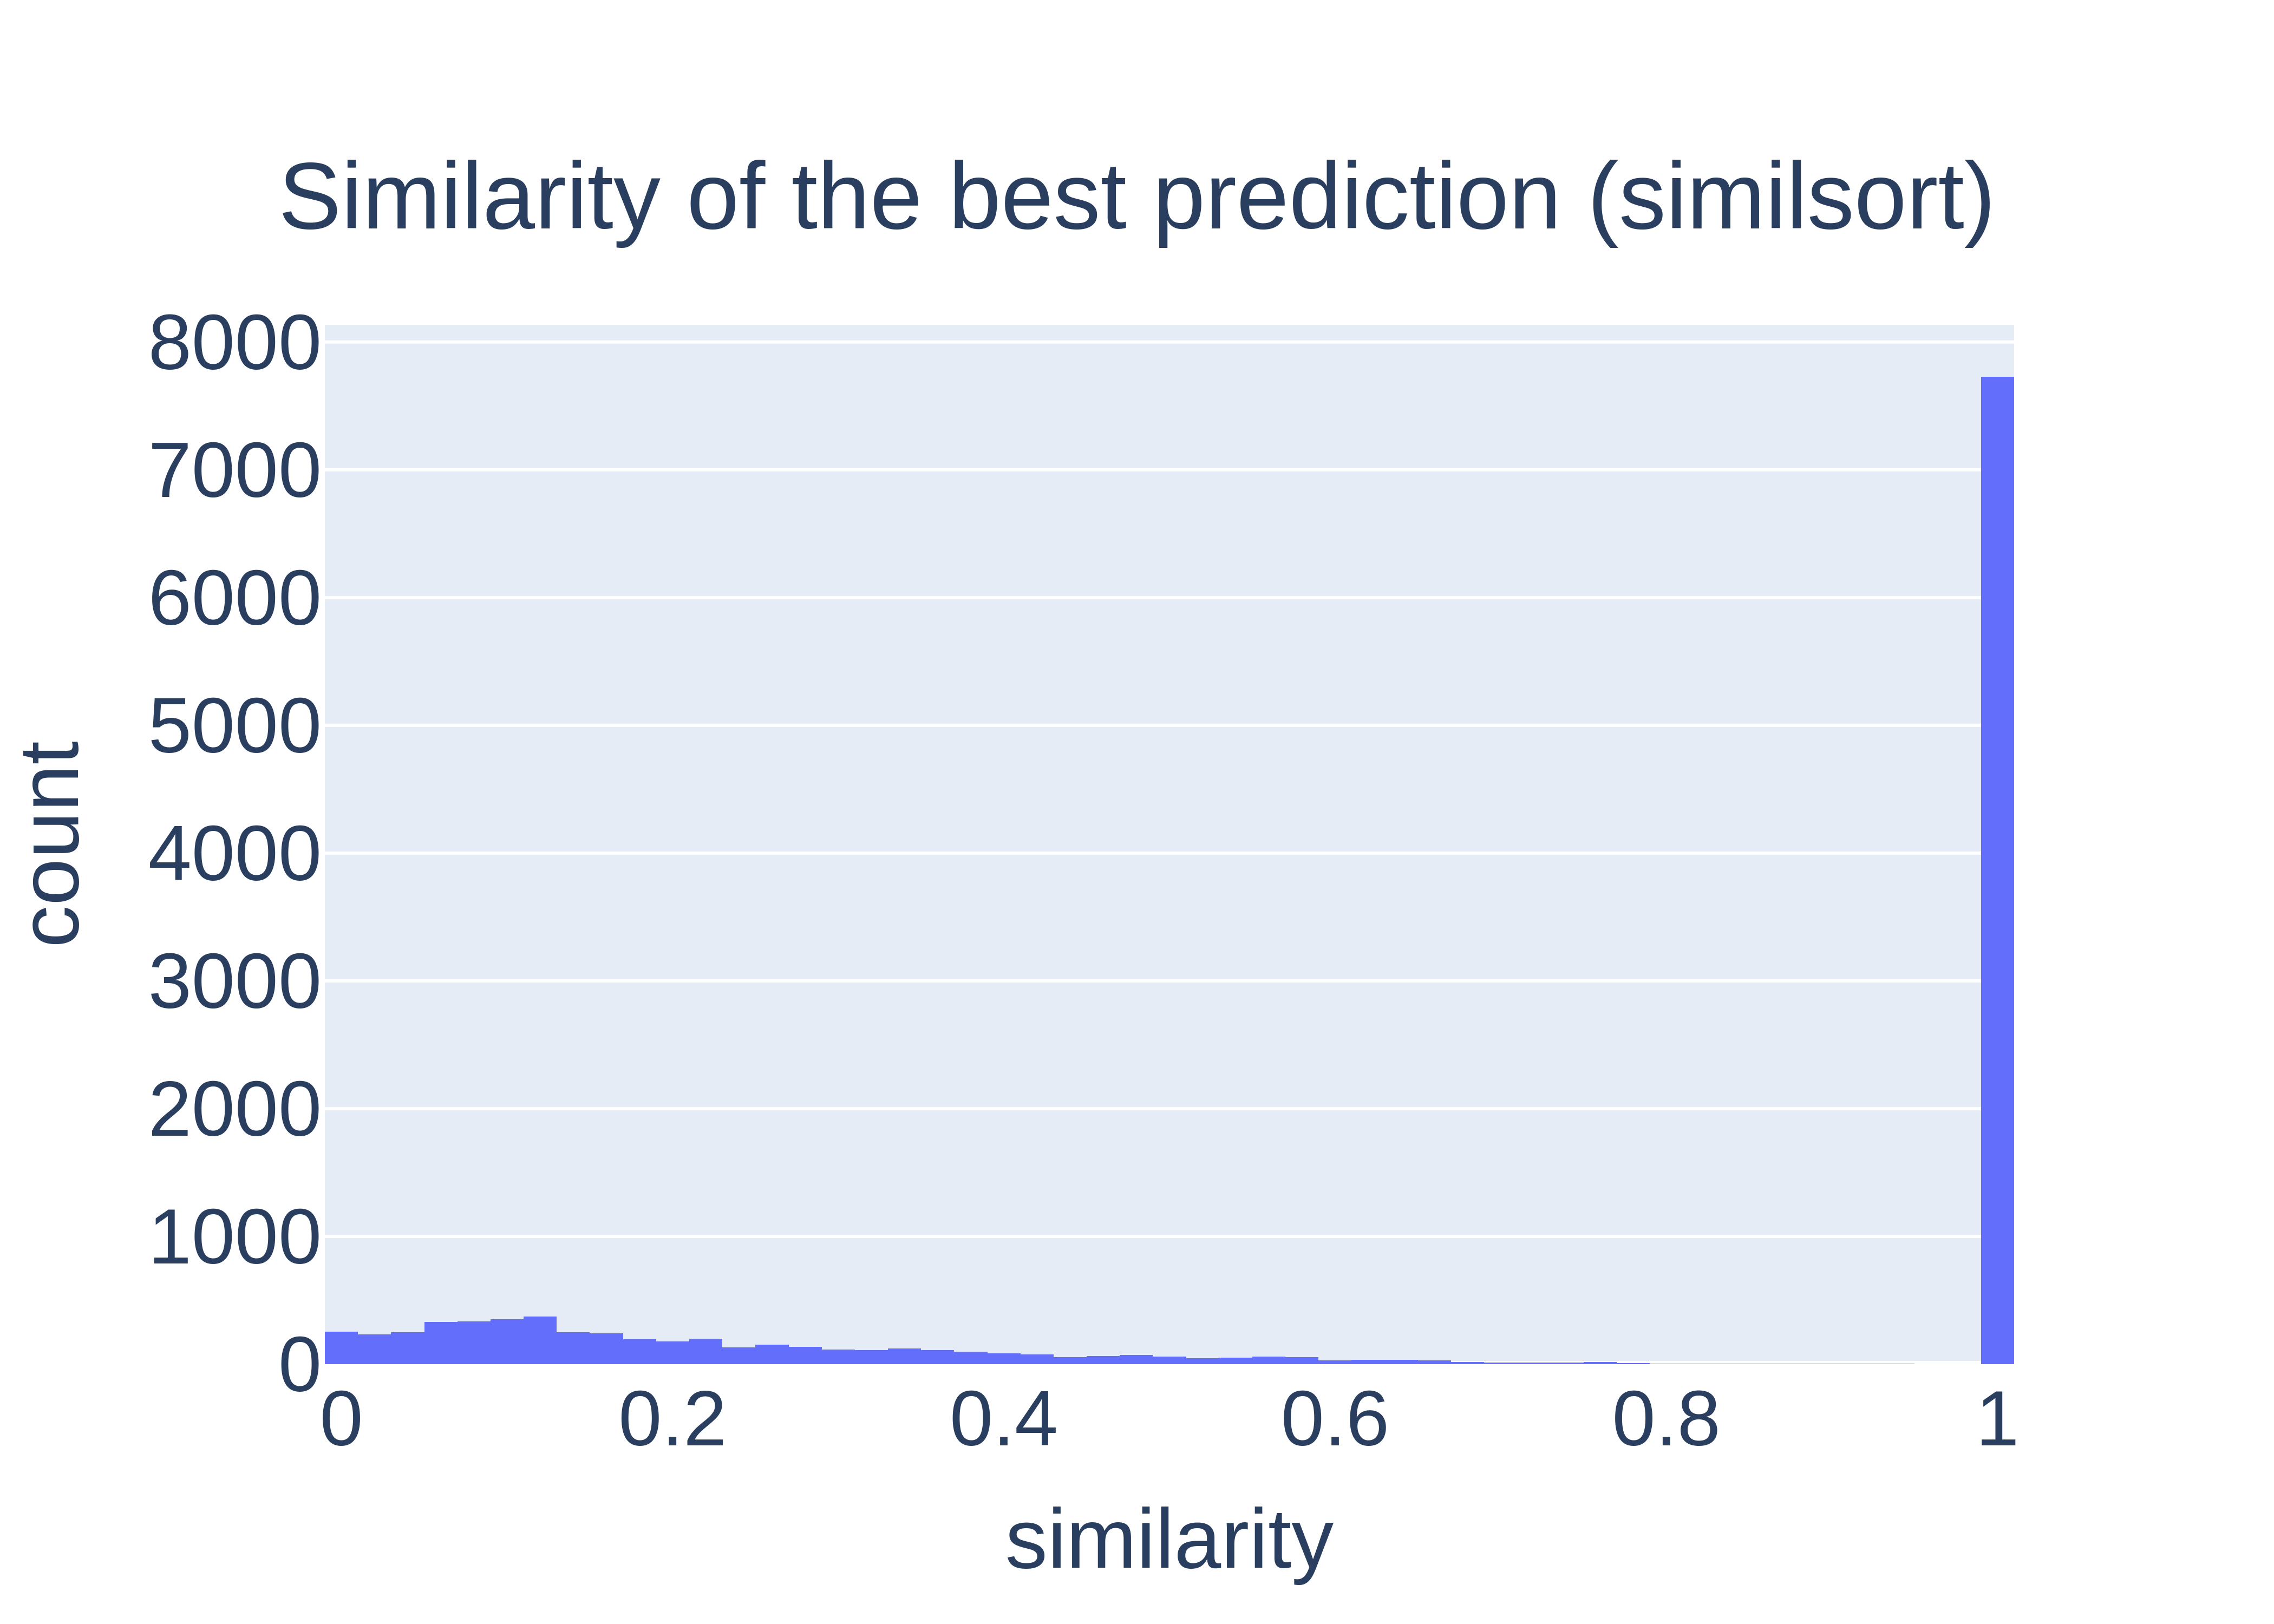 Similarity of the best prediction (similsort)
8000
7000
6000
5000
4000
3000
2000
1000
0
count
0 0.2 0.4 0.6 0.8 1
similarity